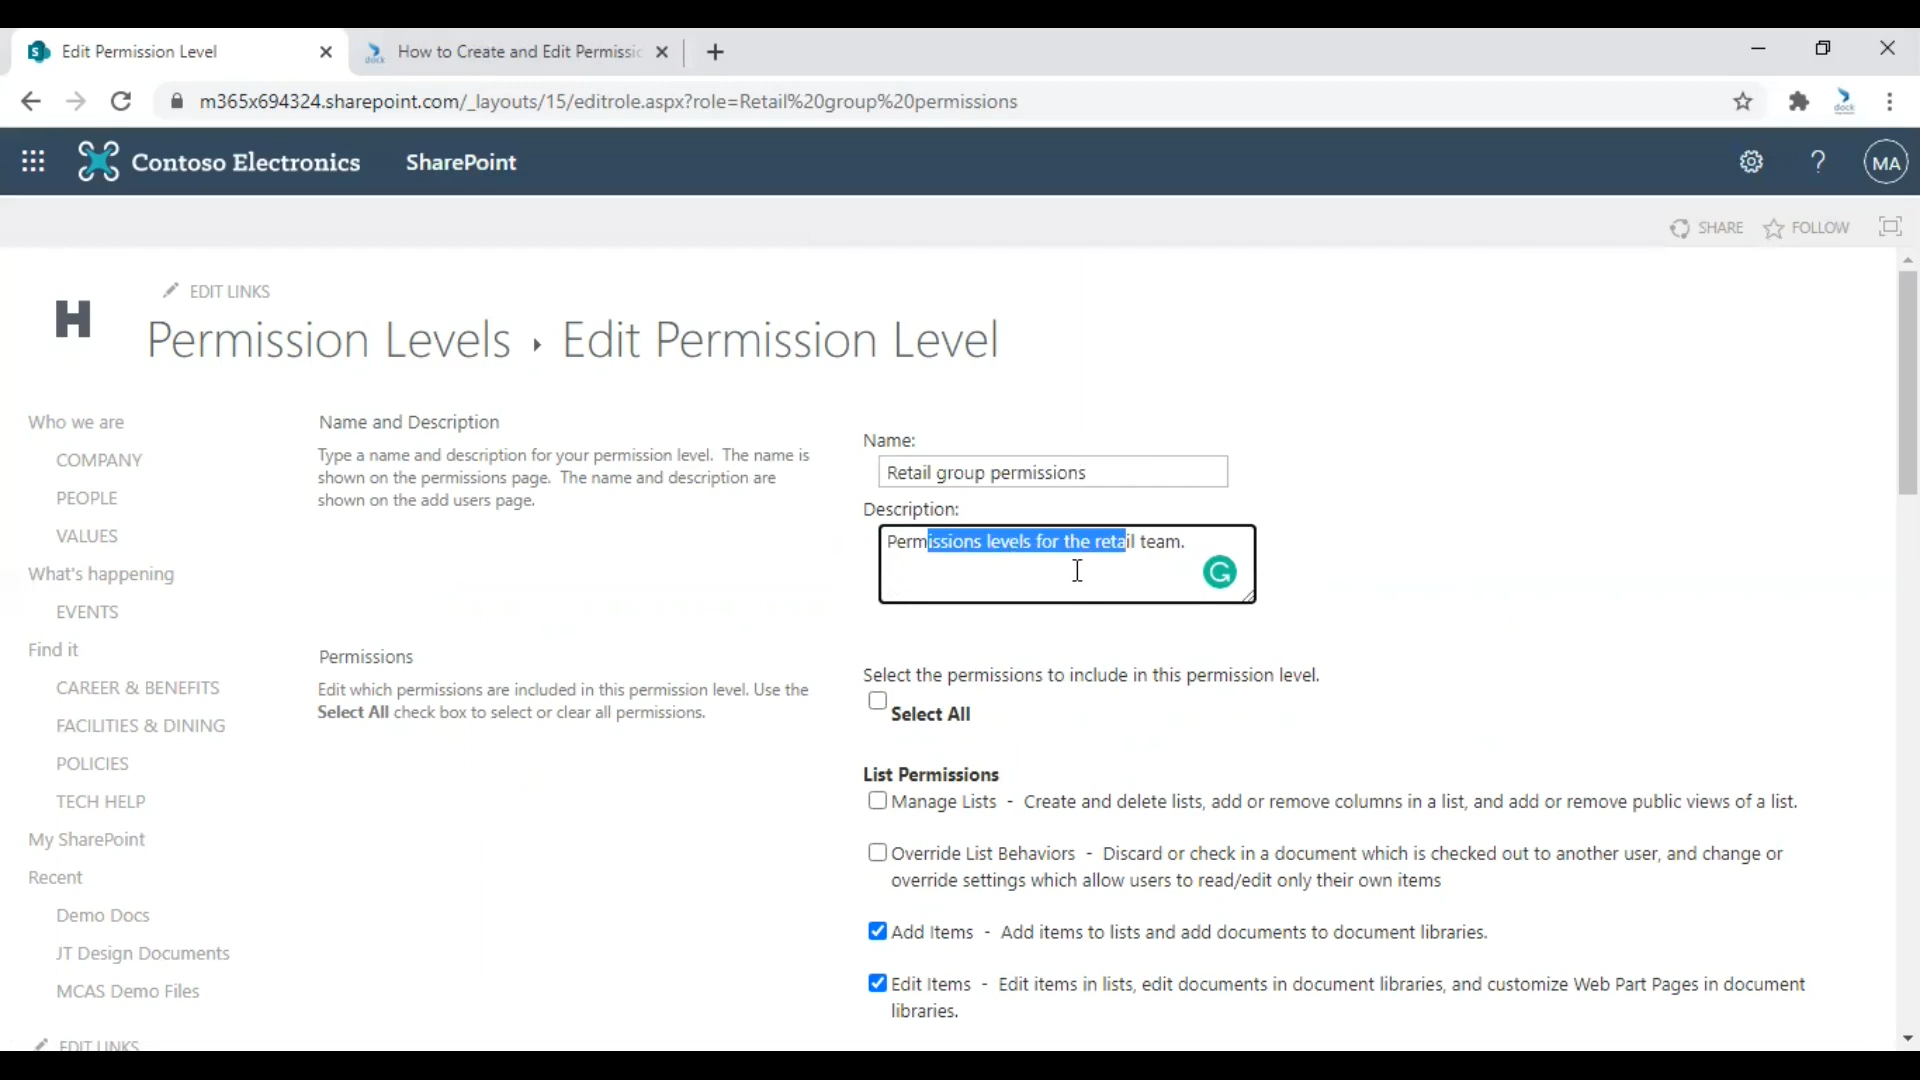 Edit Permission Level
How to Create and Edit Permissic
m365x694324.sharepoint.com/_layouts/15/editrole.aspx?role=Retail%20group%20permissions
dock
Contoso Electronics
SharePoint
?
MA
SHARE
FOLLOW
EDIT LINKS
H
Permission Levels ▸ Edit Permission Level
Who we are
COMPANY
PEOPLE
VALUES
What's happening
EVENTS
Find it
CAREER & BENEFITS
FACILITIES & DINING
POLICIES
TECH HELP
My SharePoint
Recent
Demo Docs
JT Design Documents
MCAS Demo Files
EDIT LINKS
Name and Description
Type a name and description for your permission level. The name is
shown on the permissions page. The name and description are
shown on the add users page.
Name:
Retail group permissions
Description:
Permissions levels for the retail team.
Permissions
Edit which permissions are included in this permission level. Use the
Select All check box to select or clear all permissions.
Select the permissions to include in this permission level.
Select All
List Permissions
Manage Lists - Create and delete lists, add or remove columns in a list, and add or remove public views of a list.
Override List Behaviors - Discard or check in a document which is checked out to another user, and change or
override settings which allow users to read/edit only their own items
Add Items - Add items to lists and add documents to document libraries.
Edit Items - Edit items in lists, edit documents in document libraries, and customize Web Part Pages in document
libraries.